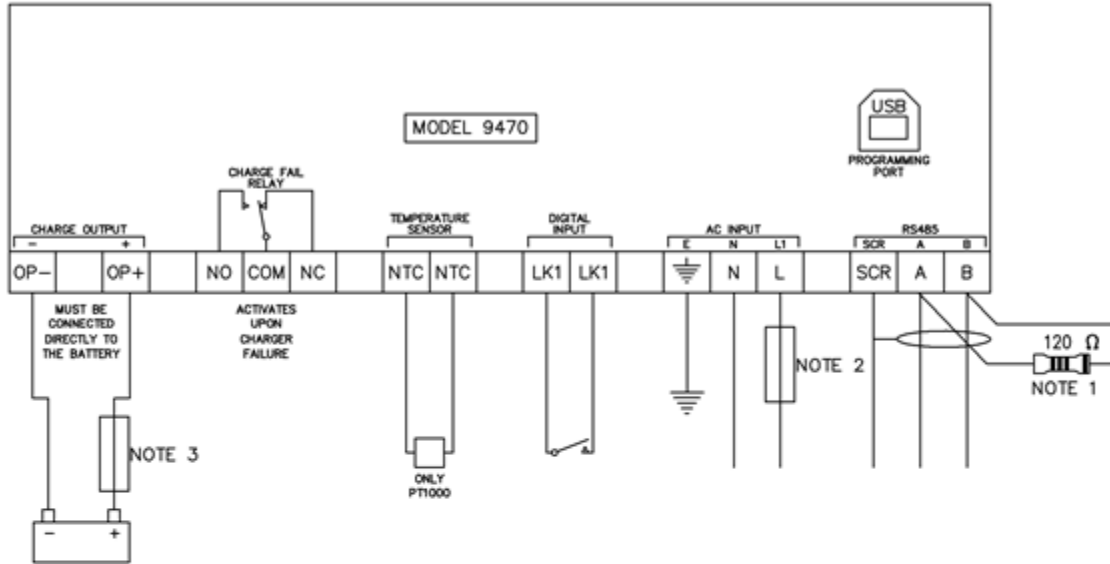 MODEL 9470
USB
PROGRAMMING
PORT
CHARGE FAIL
RELAY
CHARGE OUTPUT
- +
TEMPERATURE
SENSOR
DIGITAL
INPUT
AC INPUT
E N L1
RS485
SCR A B
OP- OP+ NO COM NC NTC NTC LK1 LK1 N L SCR A B
MUST BE
CONNECTED
DIRECTLY TO
THE BATTERY
ACTIVATES
UPON
CHARGER
FAILURE
NOTE 2
120 Ω
NOTE 1
NOTE 3
ONLY
PT1000
- +